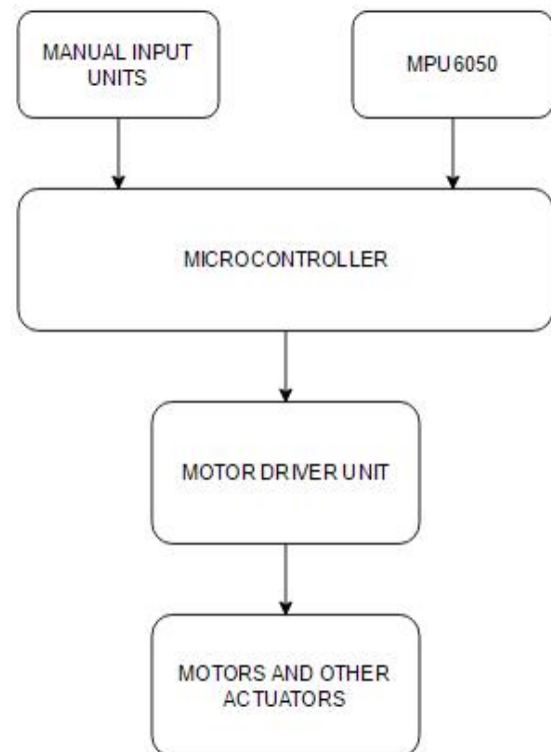 MANUAL INPUT
UNITS
MPU6050
MICROCONTROLLER
MOTOR DRIVER UNIT
MOTORS AND OTHER
ACTUATORS